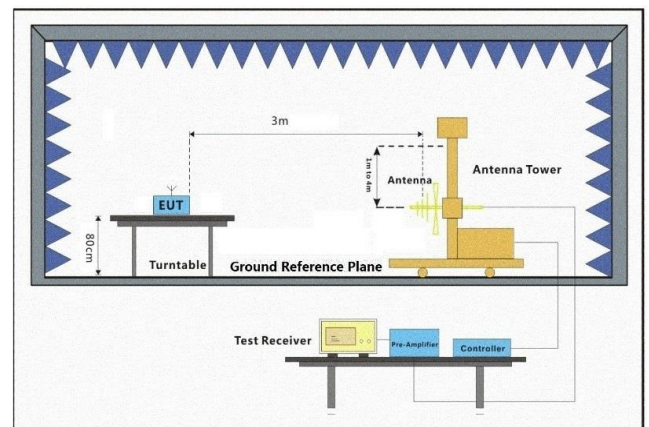 3m
1m to 4m
Antenna Tower
Antenna
EUT
80cm
Turntable
Ground Reference Plane
Test Receiver
Pre-Amplifier
Controller